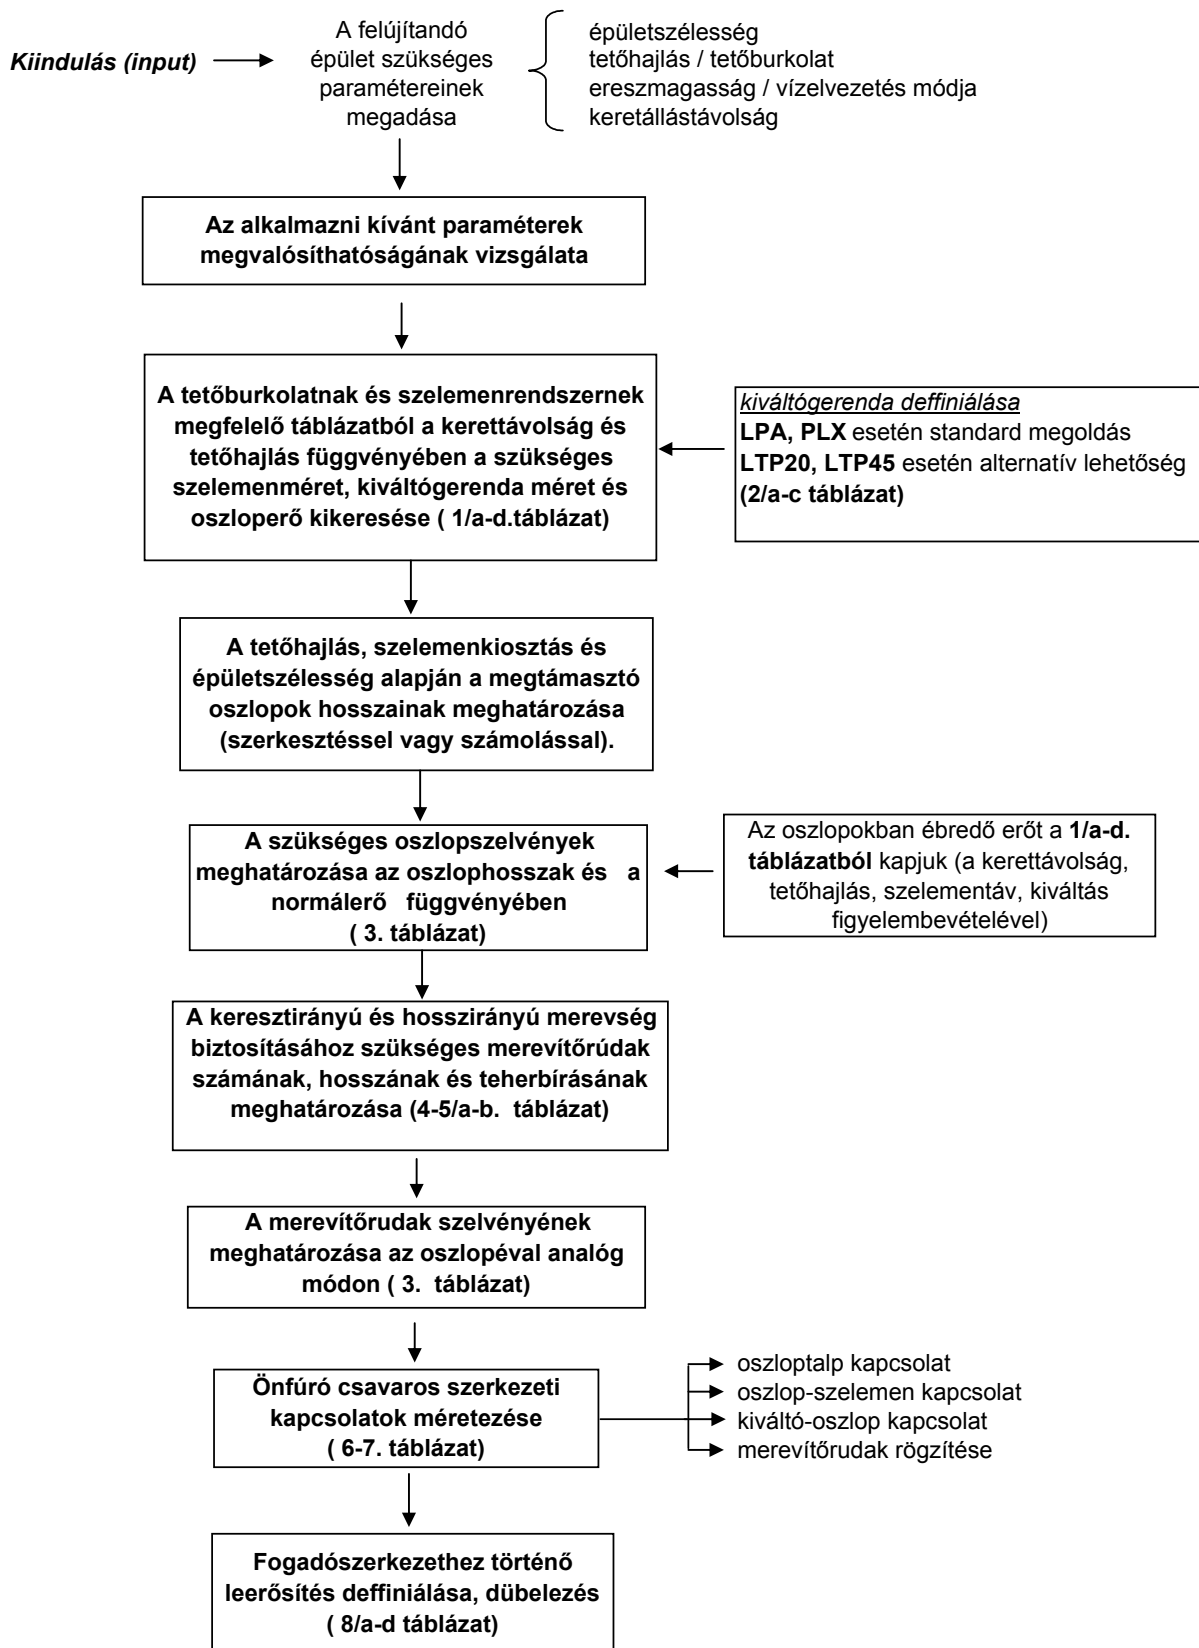 Kiindulás (input)
A felújítandó
épület szükséges
paramétereinek
megadása
épületszélesség
tetőhajlás / tetőburkolat
ereszmagasság / vízelvezetés módja
keretállástávolság
Az alkalmazni kívánt paraméterek
megvalósíthatóságának vizsgálata
A tetőburkolatnak és szelemenrendszernek
megfelelő táblázatból a kerettávolság és
tetőhajlás függvényében a szükséges
szelemenméret, kiváltógerenda méret és
oszloperő kikeresése ( 1/a-d.táblázat)
kiváltógerenda deffiniálása
LPA, PLX esetén standard megoldás
LTP20, LTP45 esetén alternatív lehetőség
(2/a-c táblázat)
A tetőhajlás, szelemenkiosztás és
épületszélesség alapján a megtámasztó
oszlopok hosszainak meghatározása
(szerkesztéssel vagy számolással).
A szükséges oszlopszelvények
meghatározása az oszlophosszak és a
normálerő függvényében
( 3. táblázat)
Az oszlopokban ébredő erőt a 1/a-d.
táblázatból kapjuk (a kerettávolság,
tetőhajlás, szelementáv, kiváltás
figyelembevételével)
A keresztirányú és hosszirányú merevség
biztosításához szükséges merevítőrúdak
számának, hosszának és teherbírásának
meghatározása (4-5/a-b. táblázat)
A merevítőrudak szelvényének
meghatározása az oszlopéval analóg
módon ( 3. táblázat)
Önfúró csavaros szerkezeti
kapcsolatok méretezése
( 6-7. táblázat)
oszloptalp kapcsolat
oszlop-szelemen kapcsolat
kiváltó-oszlop kapcsolat
merevítőrudak rögzítése
Fogadószerkezethez történő
leerősítés deffiniálása, dübelezés
( 8/a-d táblázat)